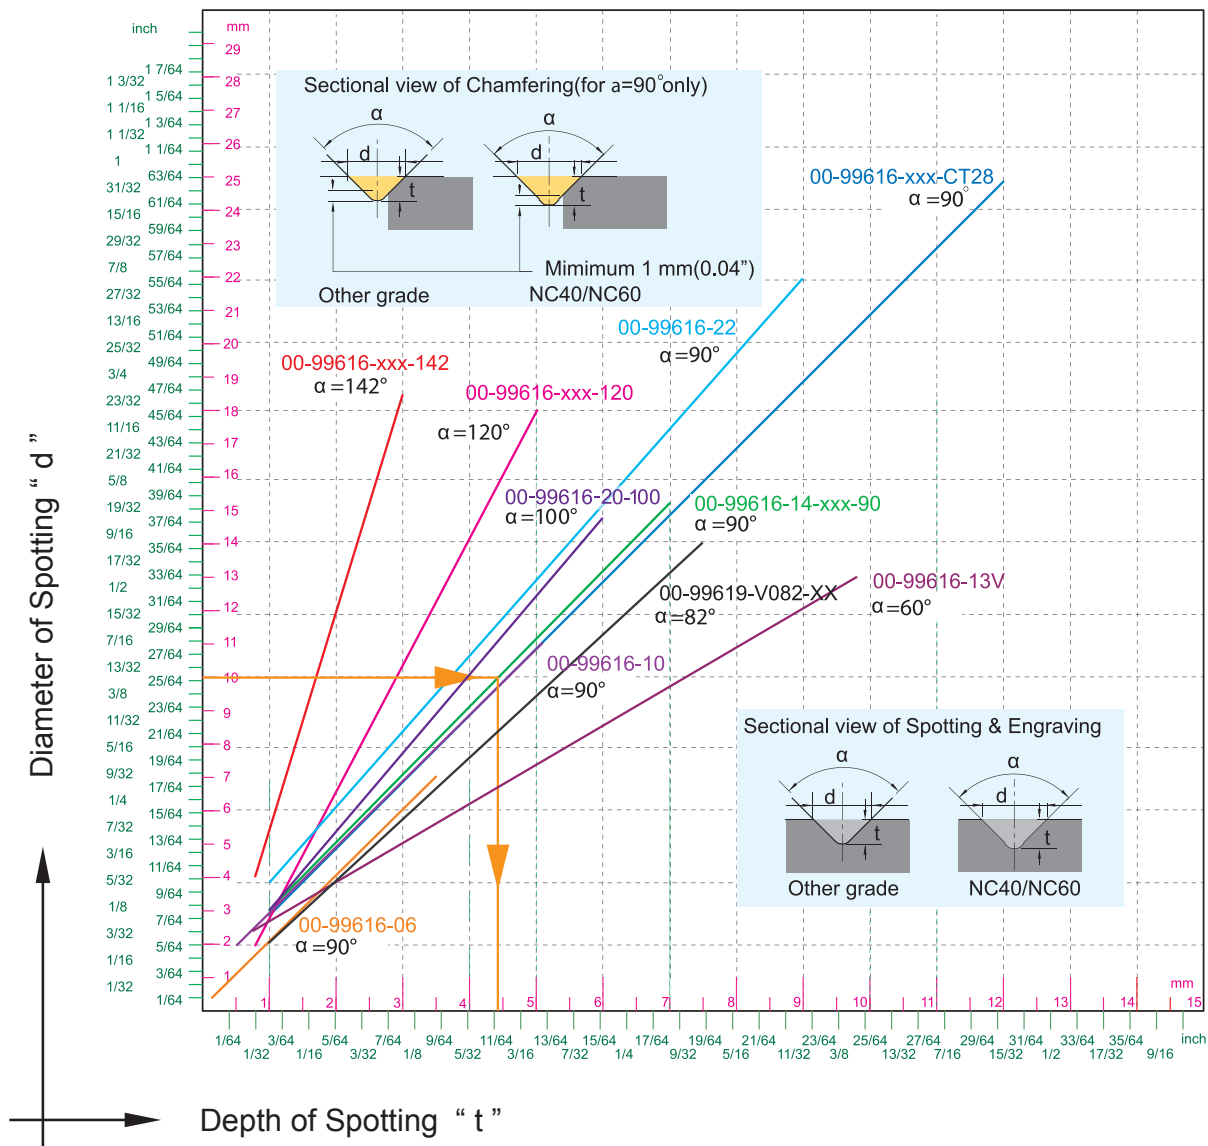 inch
mm
29
28
27
26
25
24
23
22
21
20
19
18
17
16
15
14
13
12
11
10
9
8
7
6
5
4
3
2
1
1 3/32
1 1/16
1 1/32
1
31/32
15/16
29/32
7/8
27/32
13/16
25/32
3/4
23/32
11/16
21/32
5/8
19/32
9/16
17/32
1/2
15/32
7/16
13/32
3/8
11/32
5/16
9/32
1/4
7/32
3/16
5/32
1/8
3/32
1/16
1/32
1 7/64
1 5/64
1 3/64
1 1/64
63/64
61/64
59/64
57/64
55/64
53/64
51/64
49/64
47/64
45/64
43/64
41/64
39/64
37/64
35/64
33/64
31/64
29/64
27/64
25/64
23/64
21/64
19/64
17/64
15/64
13/64
11/64
9/64
7/64
5/64
3/64
1/64
Diameter of Spotting “ d ”
Sectional view of Chamfering(for a=90°only)
α
α
d
d
t
t
Mimimum 1 mm(0.04”)
Other grade
NC40/NC60
00-99616-xxx-CT28
α=90°
00-99616-22
α=90°
00-99616-xxx-142
α=142°
00-99616-xxx-120
α=120°
00-99616-20-100
α=100°
00-99616-14-xxx-90
α=90°
00-99619-V082-XX
α=82°
00-99616-13V
α=60°
00-99616-10
α=90°
00-99616-06
α=90°
Sectional view of Spotting & Engraving
α
α
d
d
t
t
Other grade
NC40/NC60
mm
1 2 3 4 5 6 7 8 9 10 11 12 13 14 15
1/64 3/64 5/64 7/64 9/64 11/64 13/64 15/64 17/64 19/64 21/64 23/64 25/64 27/64 29/64 31/64 33/64 35/64 inch
1/32 1/16 3/32 1/8 5/32 3/16 7/32 1/4 9/32 5/16 11/32 3/8 13/32 7/16 15/32 1/2 17/32 9/16
Depth of Spotting “ t ”